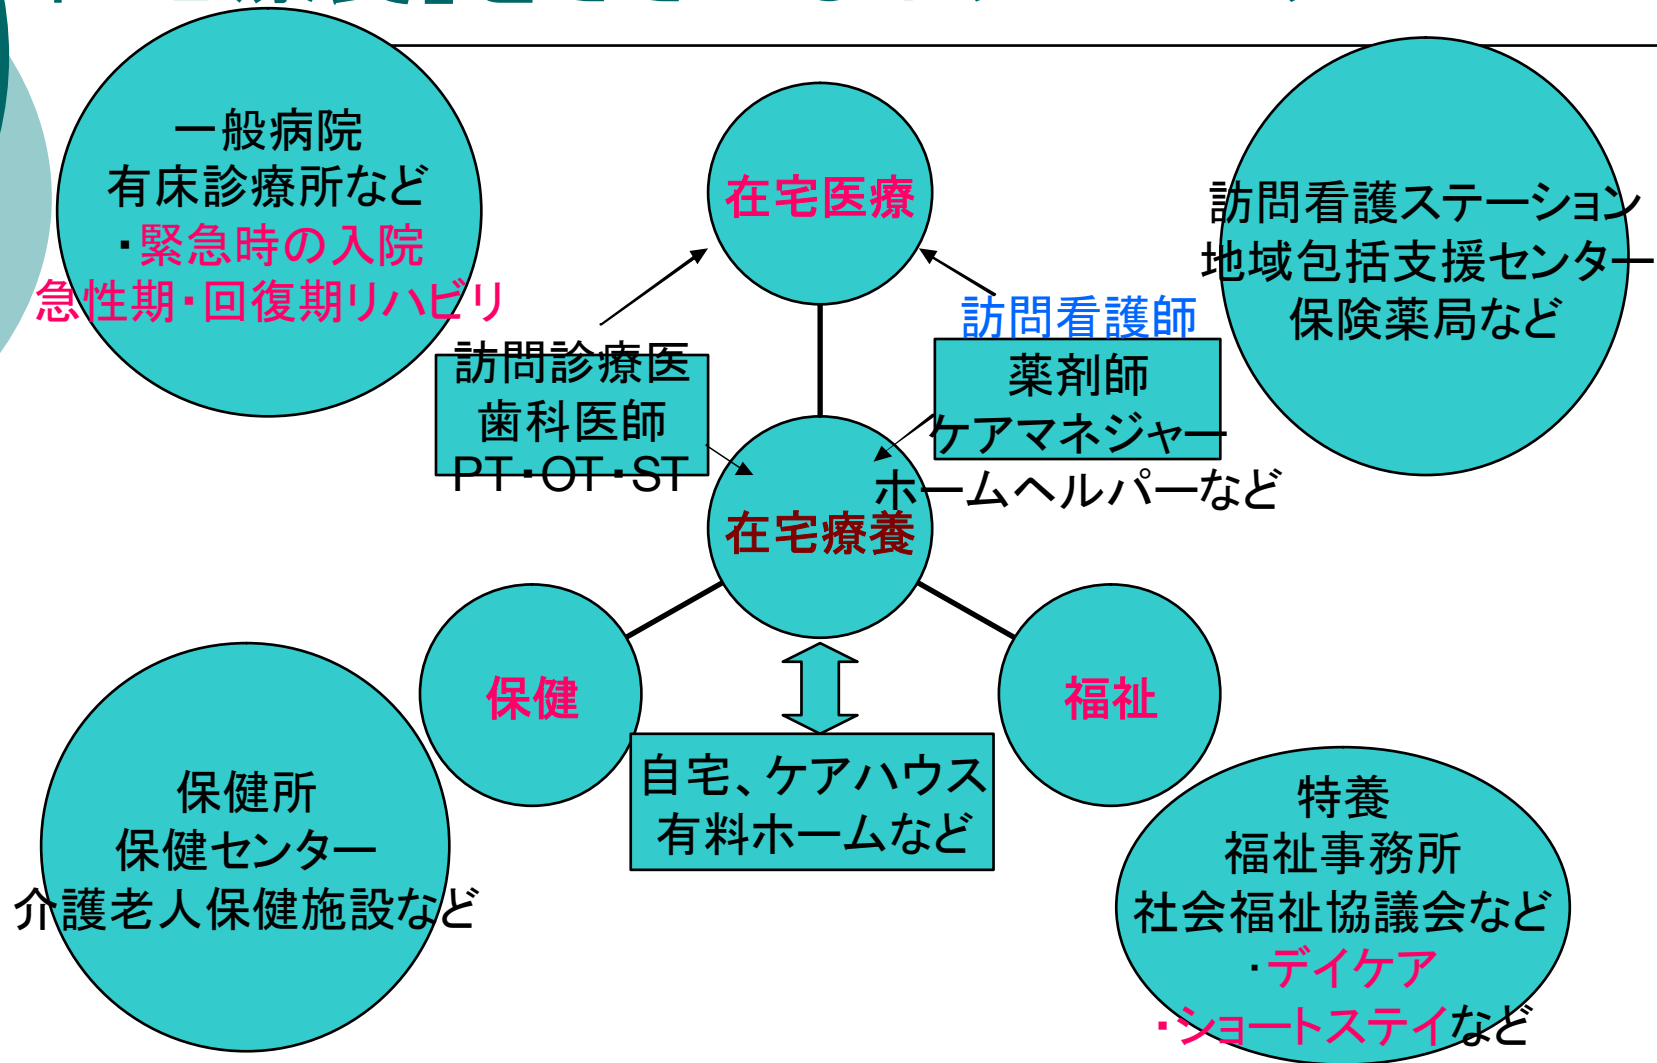 一般病院
有床診療所など
・緊急時の入院
急性期・回復期リハビリ
在宅医療
訪問看護ステーション
地域包括支援センター
保険薬局など
訪問診療医
歯科医師
PT・OT・ST
訪問看護師
薬剤師
ケアマネジャー
ホームヘルパーなど
在宅療養
保健
福祉
自宅、ケアハウス
有料ホームなど
保健所
保健センター
介護老人保健施設など
特養
福祉事務所
社会福祉協議会など
・デイケア
・ショートステイなど